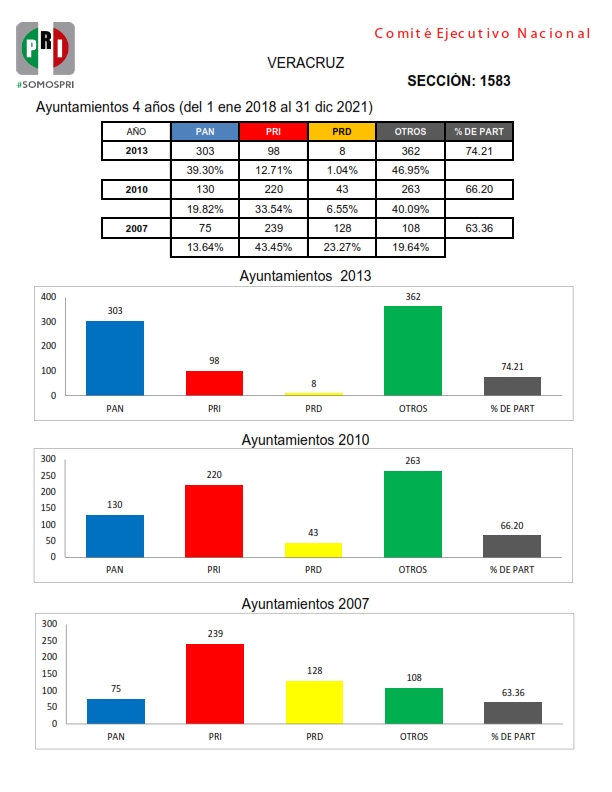 Comité Ejecutivo Nacional
PRI
#SOMOSPRI
VERACRUZ
SECCIÓN: 1583
Ayuntamientos 4 años (del 1 ene 2018 al 31 dic 2021)
AÑO PAN PRI PRD OTROS % DE PART
2013 303 98 8 362 74.21
39.30% 12.71% 1.04% 46.95%
2010 130 220 43 263 66.20
19.82% 33.54% 6.55% 40.09%
2007 75 239 128 108 63.36
13.64% 43.45% 23.27% 19.64%
Ayuntamientos 2013
400
300
200
100
0
303 98 8 362 74.21
PAN PRI PRD OTROS % DE PART
Ayuntamientos 2010
300
250
200
150
100
50
0
130 220 43 263 66.20
PAN PRI PRD OTROS % DE PART
Ayuntamientos 2007
300
250
200
150
100
50
0
75 239 128 108 63.36
PAN PRI PRD OTROS % DE PART